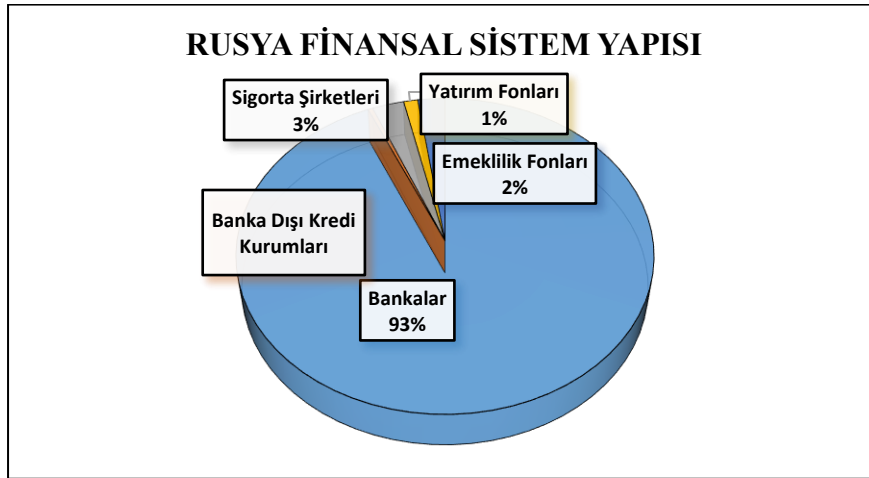 RUSYA FİNANSAL SİSTEM YAPISI
Sigorta Şirketleri
3%
Yatırım Fonları
1%
Emeklilik Fonları
2%
Banka Dışı Kredi
Kurumları
Bankalar
93%